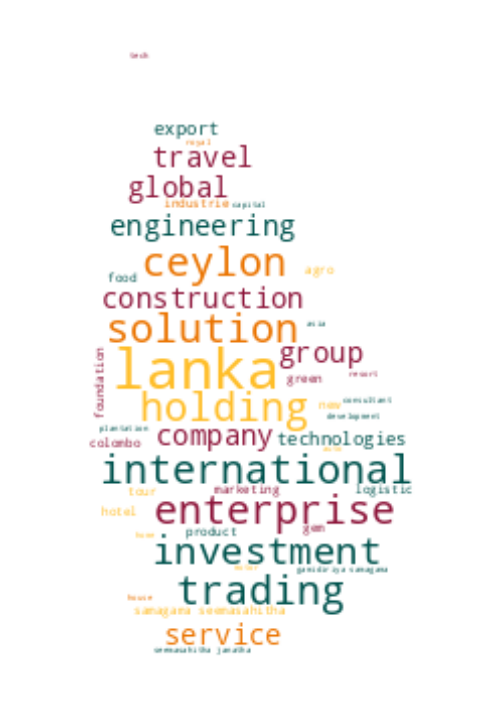 tech
export
royal
travel
global
industrie capital
engineering
ceylon
agro
food
construction
solution
asia
lanka
group
foundation
green
resort
holding
new
consultant
development
plantation
company
technologies
colombo
international
tour
marketing
logistic
hotel
enterprise
gem
product
home
investment
gamidiriya samagama
trading
house
samagama seemasahitha
service
seemasahitha janatha